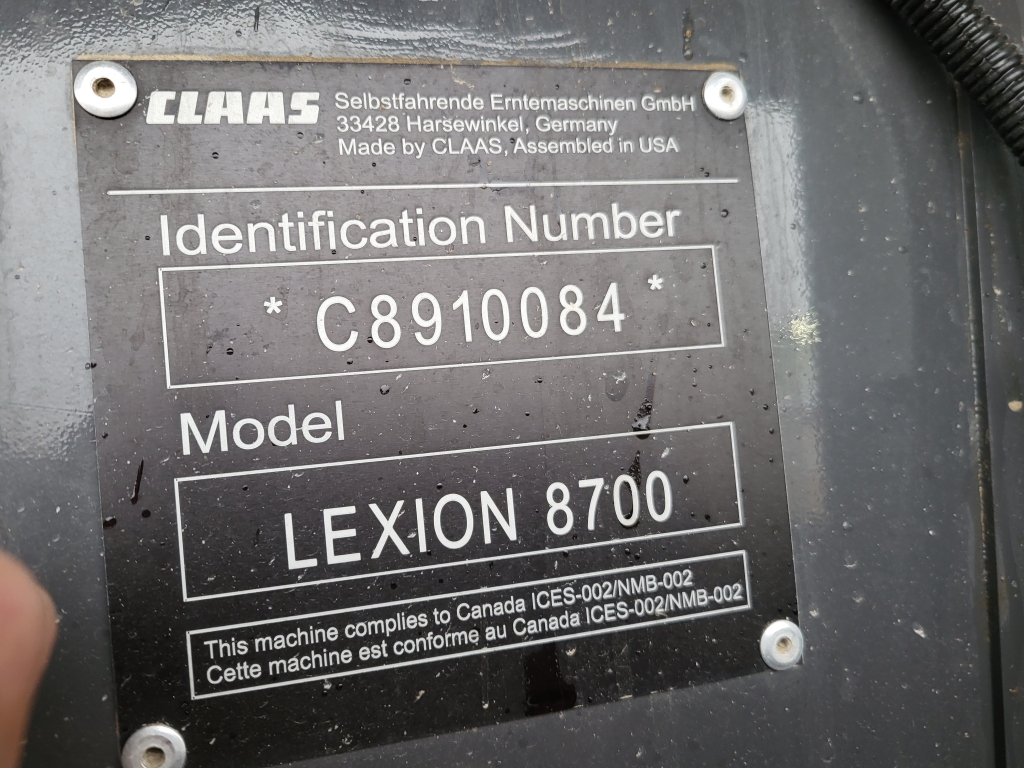 CLAAS Selbstfahrende Erntemaschinen GmbH
33428 Harsewinkel, Germany
Made by CLAAS, Assembled in USA
Identification Number
* C8910084 *
Model
LEXION 8700
This machine complies to Canada ICES-002/NMB-002
Cette machine est conforme au Canada ICES-002/NMB-002